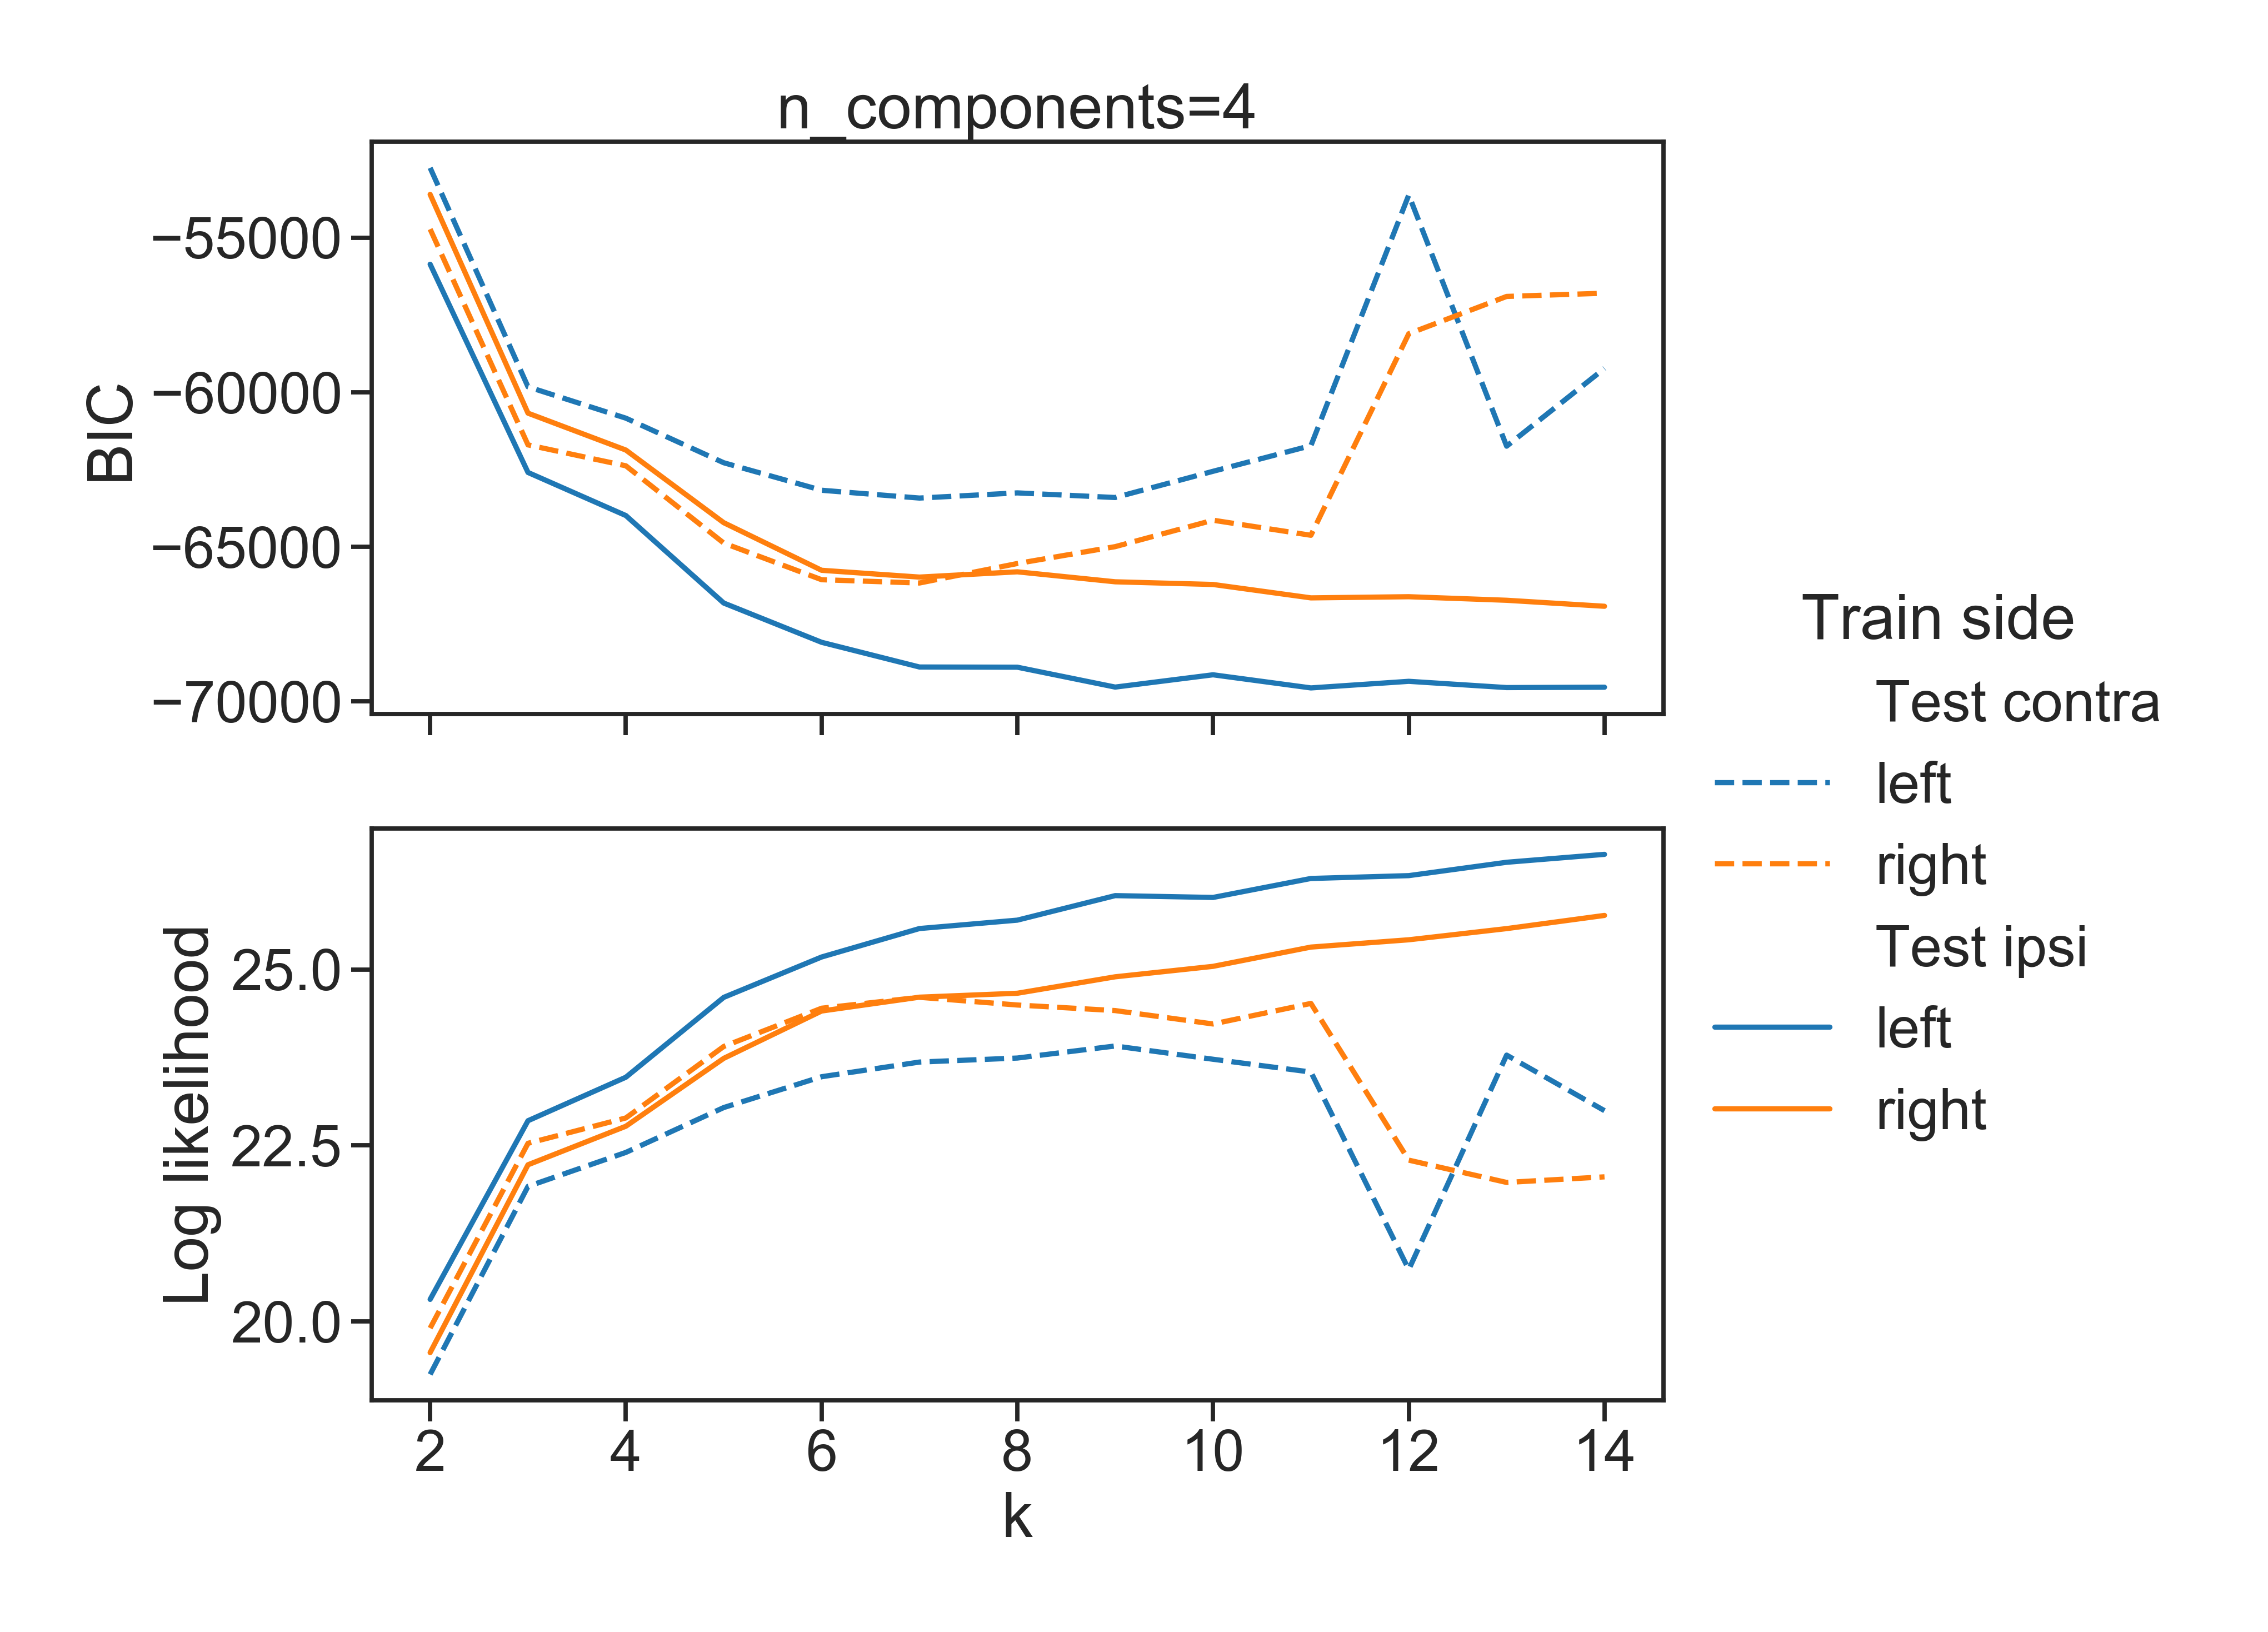 n_components=4
BIC
−55000
−60000
−65000
−70000
Log likelihood
25.0
22.5
20.0
2 4 6 8 10 12 14
k
Train side
Test contra
left
right
Test ipsi
left
right